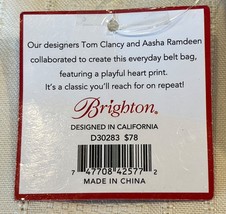 Our designers Tom Clancy and Aasha Ramdeen
collaborated to create this everyday belt bag,
featuring a playful heart print.
It's a classic you'll reach for on repeat!
Brighton.
DESIGNED IN CALIFORNIA
D30283 $78
7 47708 42577 2
MADE IN CHINA